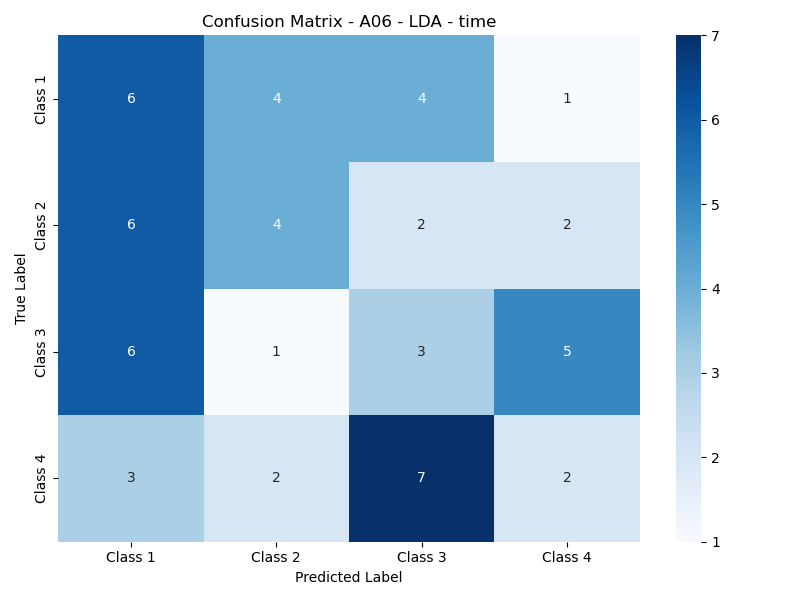 Confusion Matrix - A06 - LDA - time
True Label
Class 1
6 4 4 1
Class 2
6 4 2 2
Class 3
6 1 3 5
Class 4
3 2 7 2
Class 1 Class 2 Class 3 Class 4
Predicted Label
7
6
5
4
3
2
1